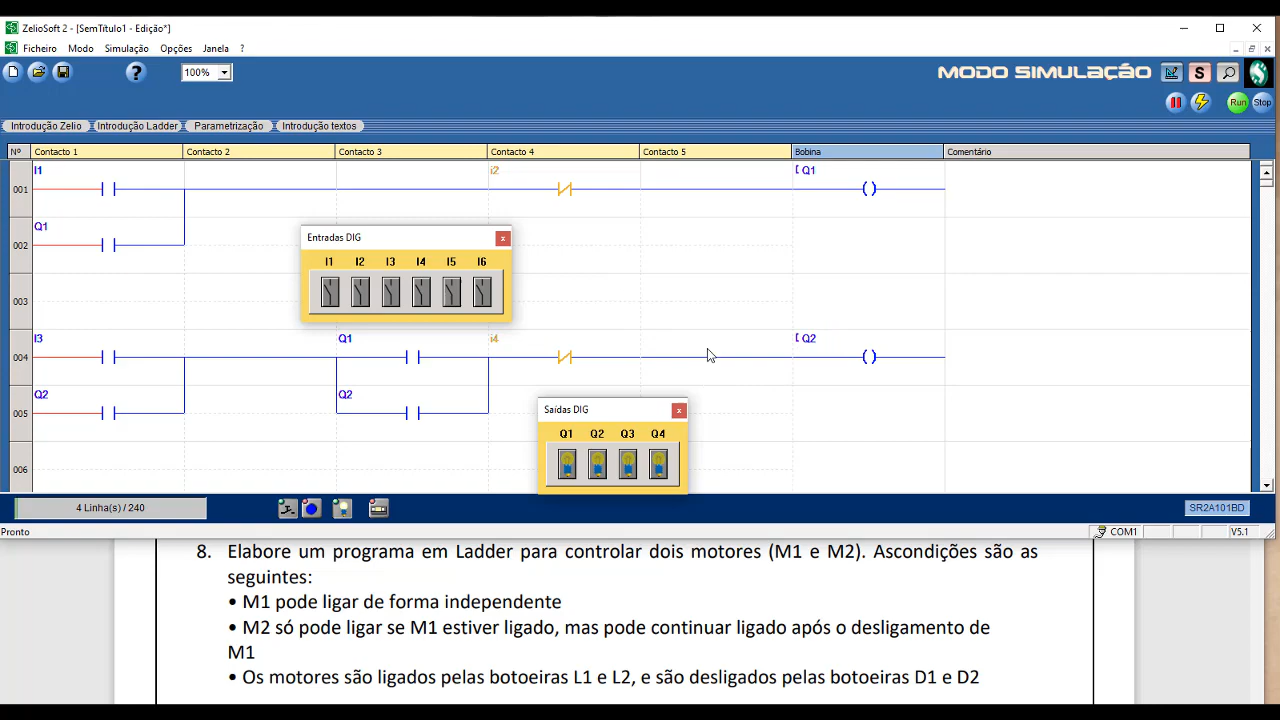 ZelioSoft 2 - [SemTítulo1 - Edição*]
Ficheiro Modo Simulação Opções Janela ?
100% MODO SIMULAÇÃO S
Run Stop
Introdução Zelio Introdução Ladder Parametrização Introdução textos
Nº Contacto 1 Contacto 2 Contacto 3 Contacto 4 Contacto 5 Bobina Comentário
I1 i2 [ Q1
001
Q1
002
Entradas DIG x
I1 I2 I3 I4 I5 I6
003
I3 Q1 i4 [ Q2
004
Q2 Q2
005
Saídas DIG x
Q1 Q2 Q3 Q4
006
4 Linha(s) / 240 SR2A101BD
Pronto COM1 V5.1
8. Elabore um programa em Ladder para controlar dois motores (M1 e M2). Ascondições são as
seguintes:
• M1 pode ligar de forma independente
• M2 só pode ligar se M1 estiver ligado, mas pode continuar ligado após o desligamento de
M1
• Os motores são ligados pelas botoeiras L1 e L2, e são desligados pelas botoeiras D1 e D2